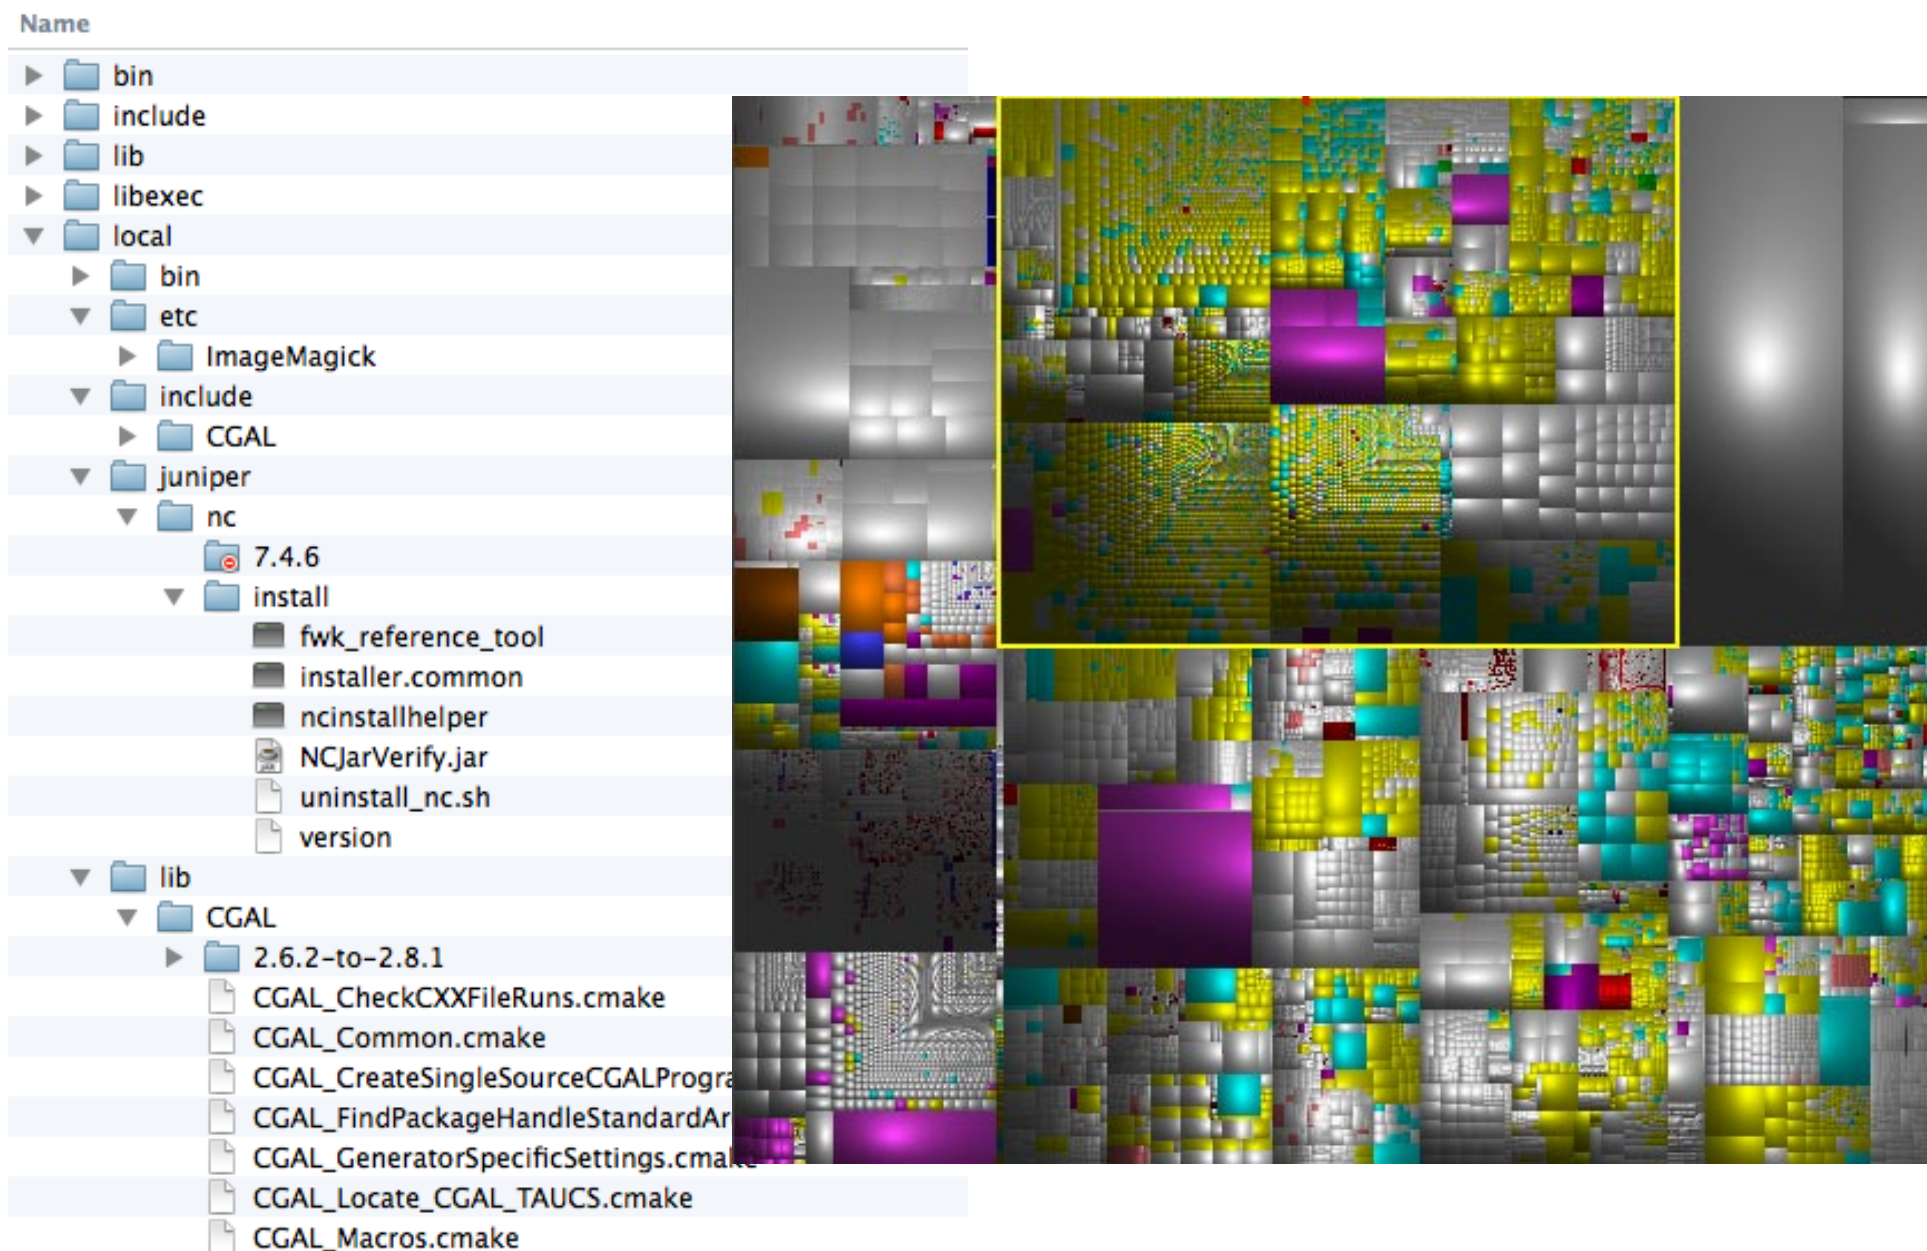 Name
bin
include
lib
libexec
local
bin
etc
ImageMagick
include
CGAL
juniper
nc
7.4.6
install
fwk_reference_tool
installer.common
ncinstallhelper
NCJarVerify.jar
uninstall_nc.sh
version
lib
CGAL
2.6.2-to-2.8.1
CGAL_CheckCXXFileRuns.cmake
CGAL_Common.cmake
CGAL_CreateSingleSourceCGALProgra
CGAL_FindPackageHandleStandardAr
CGAL_GeneratorSpecificSettings.cmake
CGAL_Locate_CGAL_TAUCS.cmake
CGAL_Macros.cmake